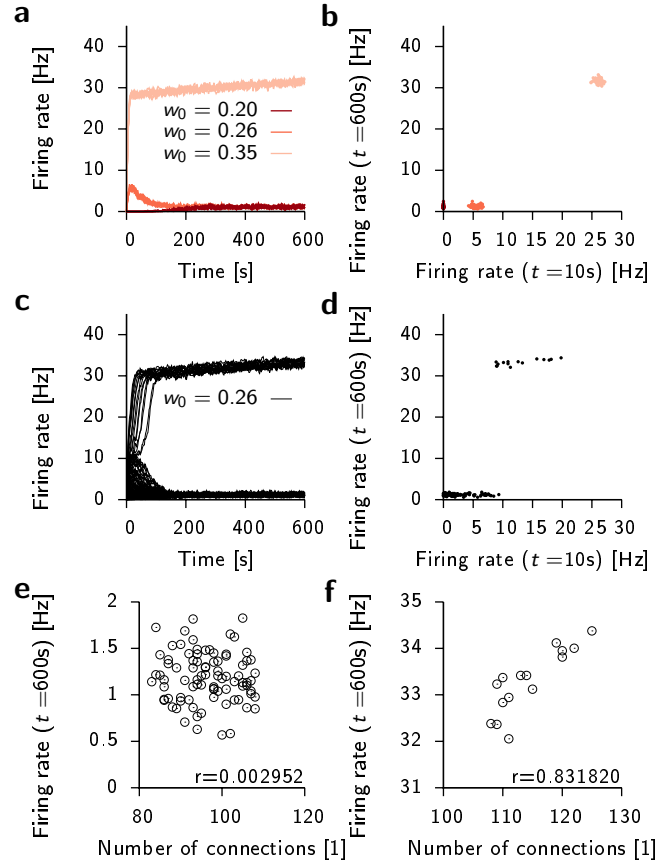 a
Firing rate [Hz]
40
30
20
10
0
w0 = 0.20
w0 = 0.26
w0 = 0.35
0 200 400 600
Time [s]
b
Firing rate (t =600s) [Hz]
40
30
20
10
0
0 5 10 15 20 25 30
Firing rate (t =10s) [Hz]
c
Firing rate [Hz]
40
30
20
10
0
w0 = 0.26
0 200 400 600
Time [s]
d
Firing rate (t =600s) [Hz]
40
30
20
10
0
0 5 10 15 20 25 30
Firing rate (t =10s) [Hz]
e
Firing rate (t =600s) [Hz]
2
1.5
1
0.5
0
r=0.002952
80 100 120
Number of connections [1]
f
Firing rate (t =600s) [Hz]
35
34
33
32
31
r=0.831820
100 110 120 130
Number of connections [1]